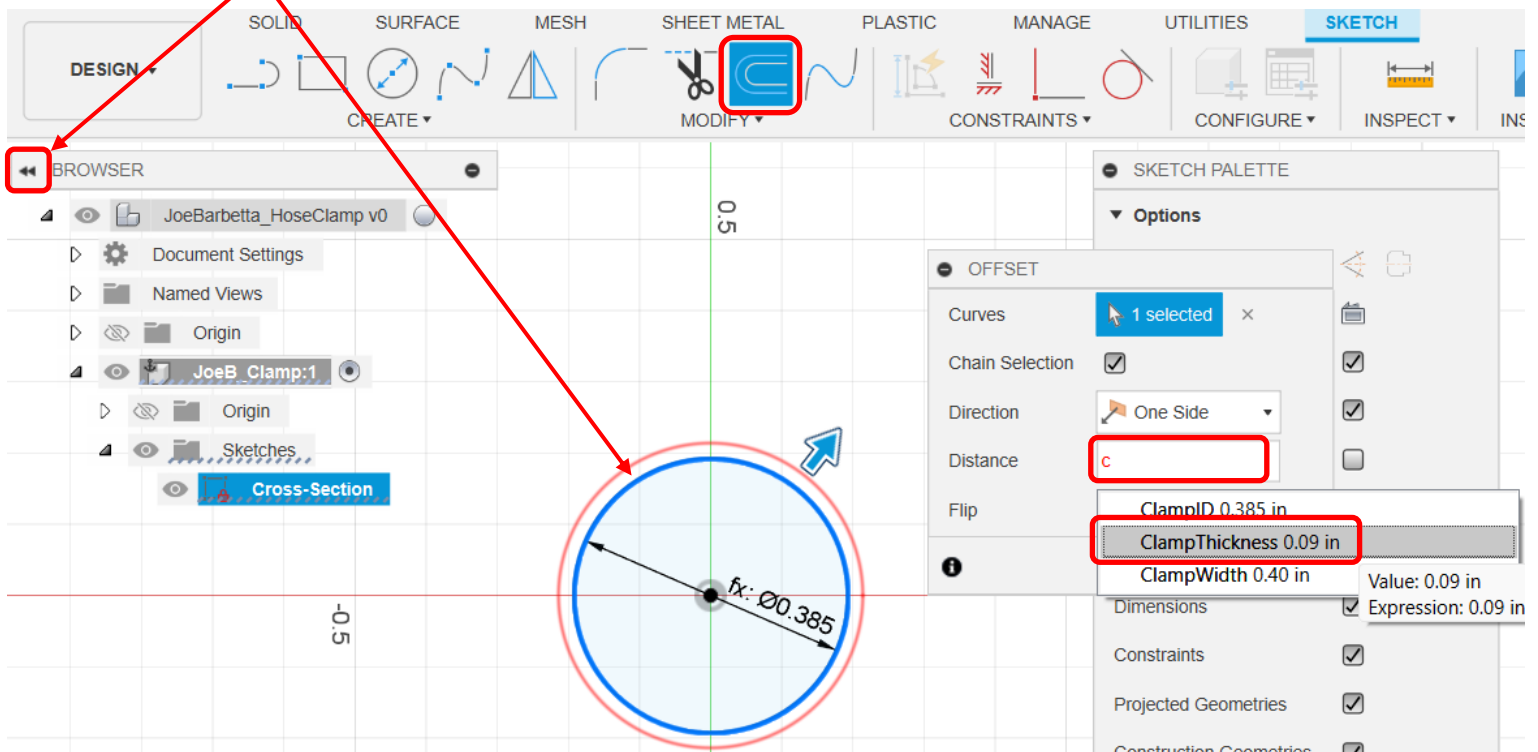 SOLID SURFACE MESH SHEET METAL PLASTIC MANAGE UTILITIES SKETCH
DESIGN ▾
CREATE ▾ MODIFY ▾ CONSTRAINTS ▾ CONFIGURE ▾ INSPECT ▾ INS
BROWSER
JoeBarbetta_HoseClamp v0
Document Settings
Named Views
Origin
JoeB_Clamp:1
Origin
Sketches
Cross-Section
0.5
-0.5
fx: Ø0.385
SKETCH PALETTE
▼ Options
OFFSET
Curves 1 selected ×
Chain Selection
Direction One Side
Distance c
Flip
ClampID 0.385 in
ClampThickness 0.09 in
ClampWidth 0.40 in
Value: 0.09 in
Expression: 0.09 in
Dimensions
Constraints
Projected Geometries
Construction Geometries